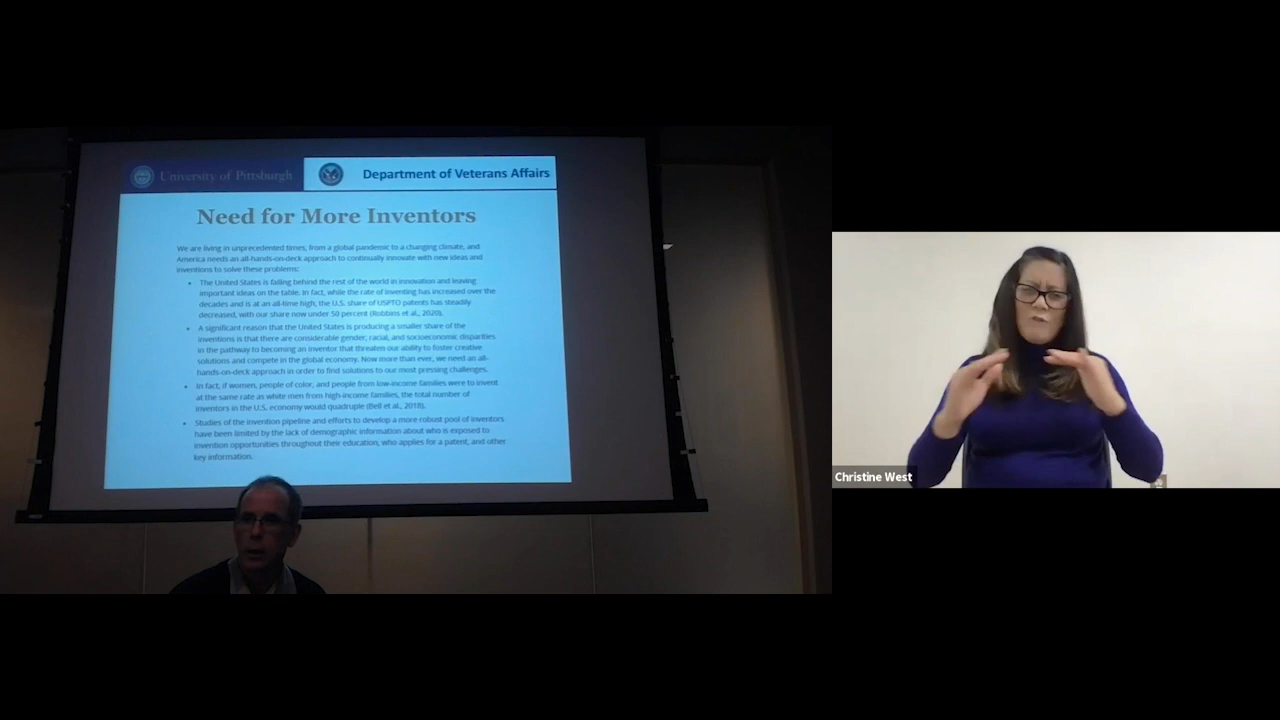 University of Pittsburgh
Department of Veterans Affairs
Need for More Inventors
We are living in unprecedented times, from a global pandemic to a changing climate, and
America needs an all-hands-on-deck approach to continually innovate with new ideas and
inventions to solve these problems:
• The United States is falling behind the rest of the world in innovation and leaving
important ideas on the table. In fact, while the rate of inventing has increased over the
decades and is at an all-time high, the U.S. share of USPTO patents has steadily
decreased, with our share now under 50 percent (Robbins et al., 2020).
• A significant reason that the United States is producing a smaller share of the
inventions is that there are considerable gender, racial, and socioeconomic disparities
in the pathway to becoming an inventor that threaten our ability to foster creative
solutions and compete in the global economy. Now more than ever, we need an all-
hands-on-deck approach in order to find solutions to our most pressing challenges.
• In fact, if women, people of color, and people from low-income families were to invent
at the same rate as white men from high-income families, the total number of
inventors in the U.S. economy would quadruple (Bell et al., 2018).
• Studies of the invention pipeline and efforts to develop a more robust pool of inventors
have been limited by the lack of demographic information about who is exposed to
invention opportunities throughout their education, who applies for a patent, and other
key information.
Christine West